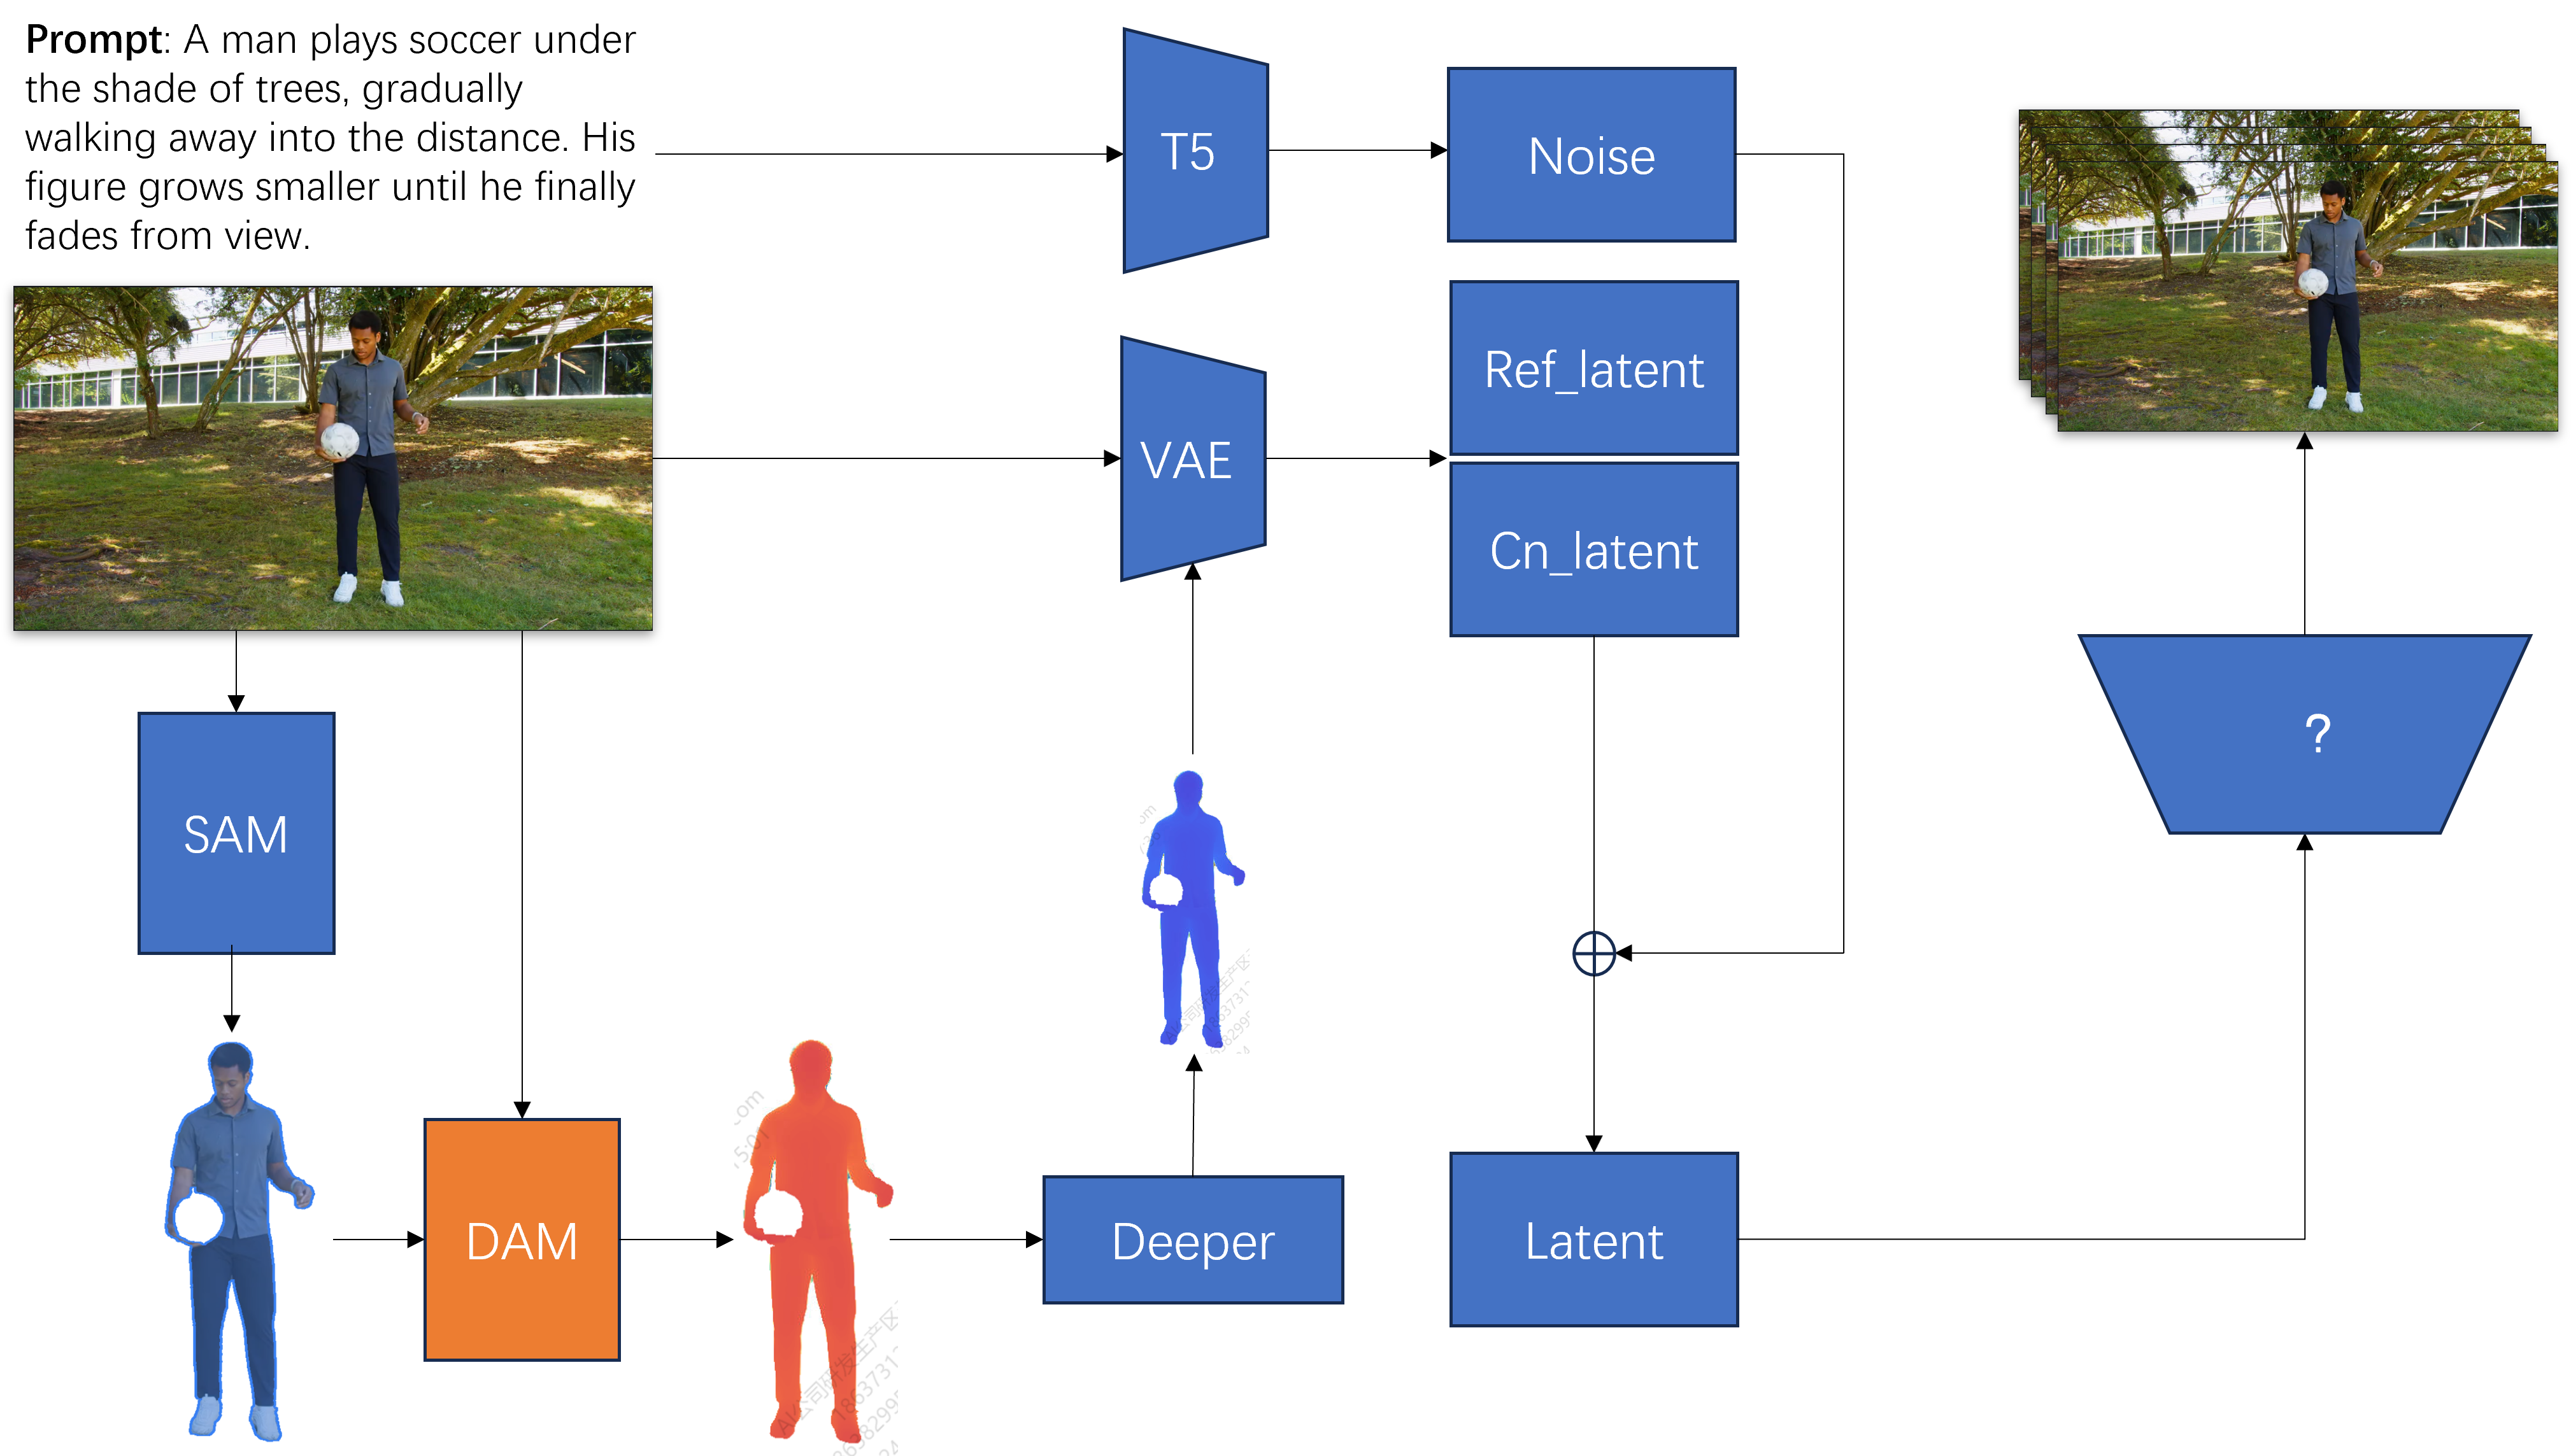 Prompt: A man plays soccer under
the shade of trees, gradually
walking away into the distance. His
figure grows smaller until he finally
fades from view.
T5
Noise
VAE
Ref_latent
Cn_latent
SAM
?
DAM
Deeper
Latent